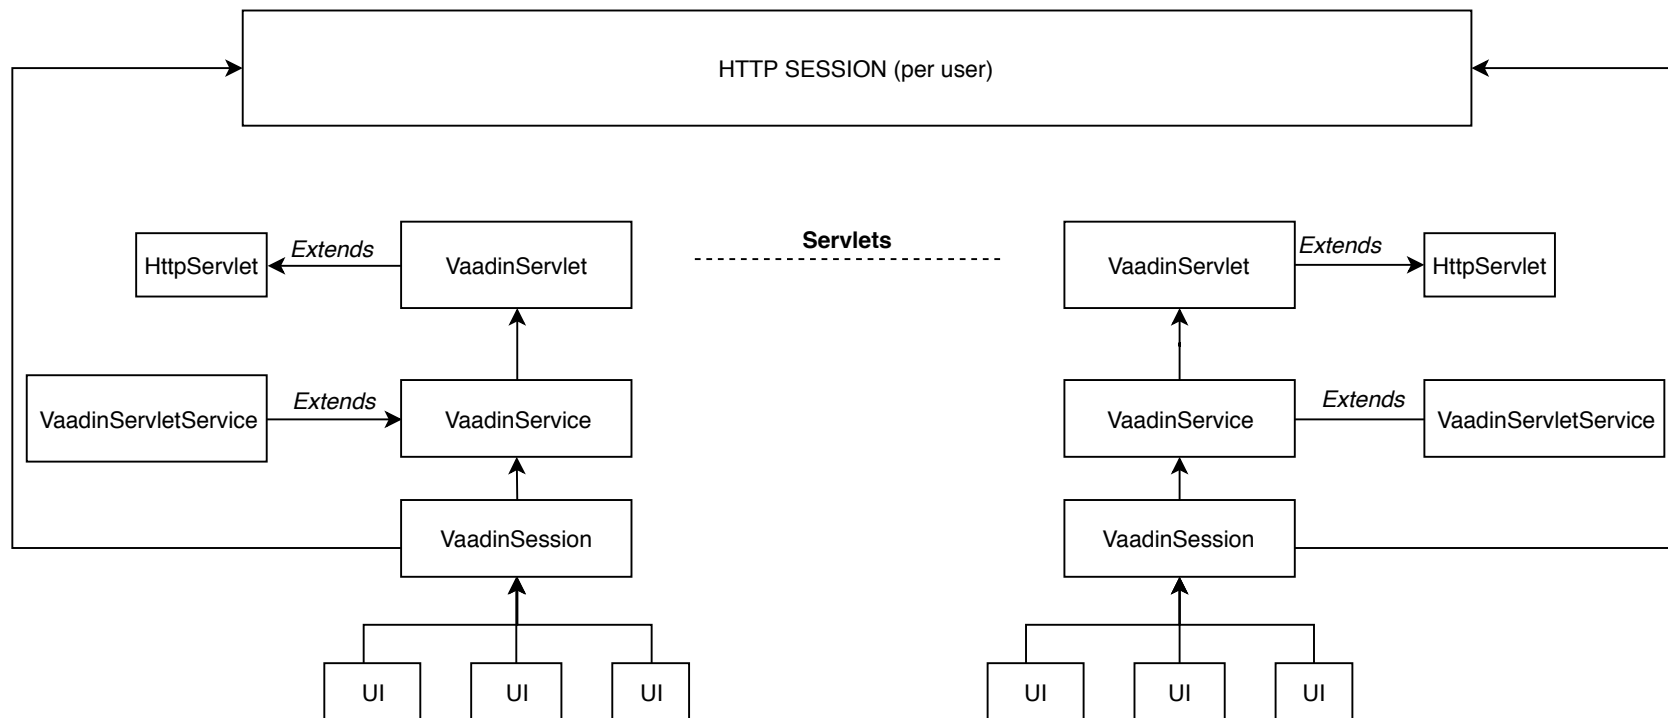 HTTP SESSION (per user)
Servlets
HttpServlet
Extends
VaadinServlet
VaadinServlet
Extends
HttpServlet
VaadinServletService
Extends
VaadinService
VaadinService
Extends
VaadinServletService
VaadinSession
VaadinSession
UI
UI
UI
UI
UI
UI